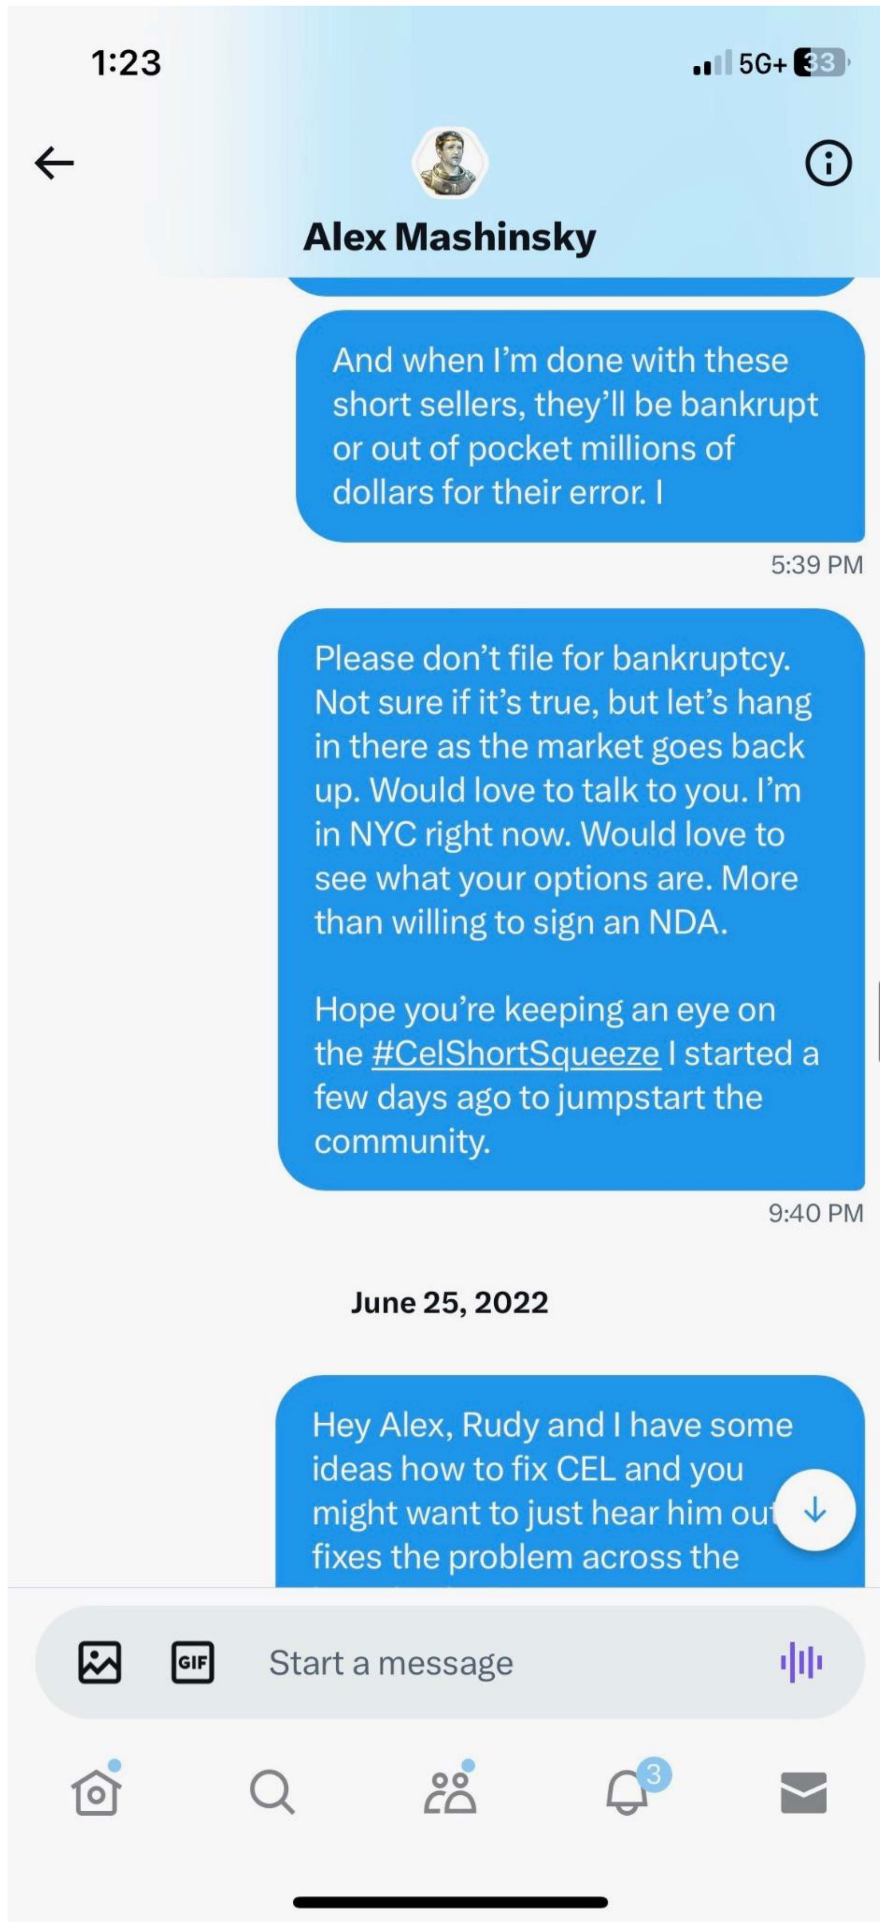 1:23
5G+ 33
Alex Mashinsky
And when I’m done with these
short sellers, they’ll be bankrupt
or out of pocket millions of
dollars for their error. I
5:39 PM
Please don’t file for bankruptcy.
Not sure if it’s true, but let’s hang
in there as the market goes back
up. Would love to talk to you. I’m
in NYC right now. Would love to
see what your options are. More
than willing to sign an NDA.
Hope you’re keeping an eye on
the #CelShortSqueeze I started a
few days ago to jumpstart the
community.
9:40 PM
June 25, 2022
Hey Alex, Rudy and I have some
ideas how to fix CEL and you
might want to just hear him out
fixes the problem across the
GIF
Start a message
3